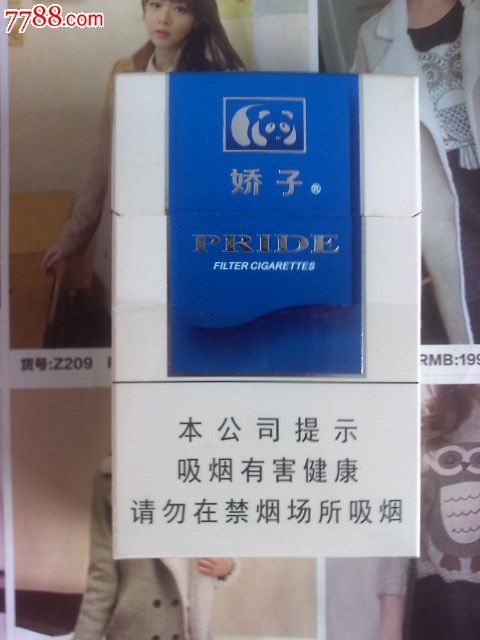 7788.com
娇子®
PRIDE
FILTER CIGARETTES
货号:Z209
RMB:199
本公司提示
吸烟有害健康
请勿在禁烟场所吸烟